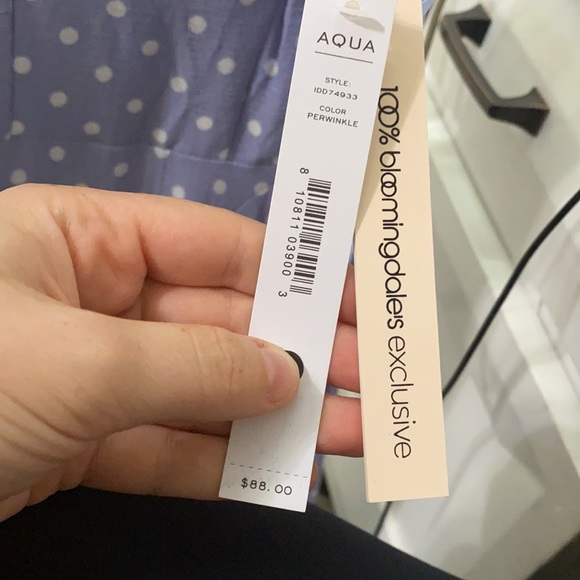 AQUA
STYLE:
IDD74933
COLOR
PERWINKLE
8 10811 03900 3
$88.00
100% bloomingdale's exclusive